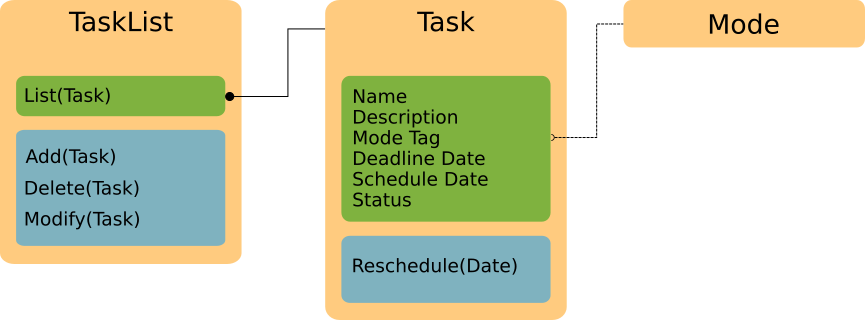 TaskList
List(Task)
Add(Task)
Delete(Task)
Modify(Task)
Task
Name
Description
Mode Tag
Deadline Date
Schedule Date
Status
Reschedule(Date)
Mode